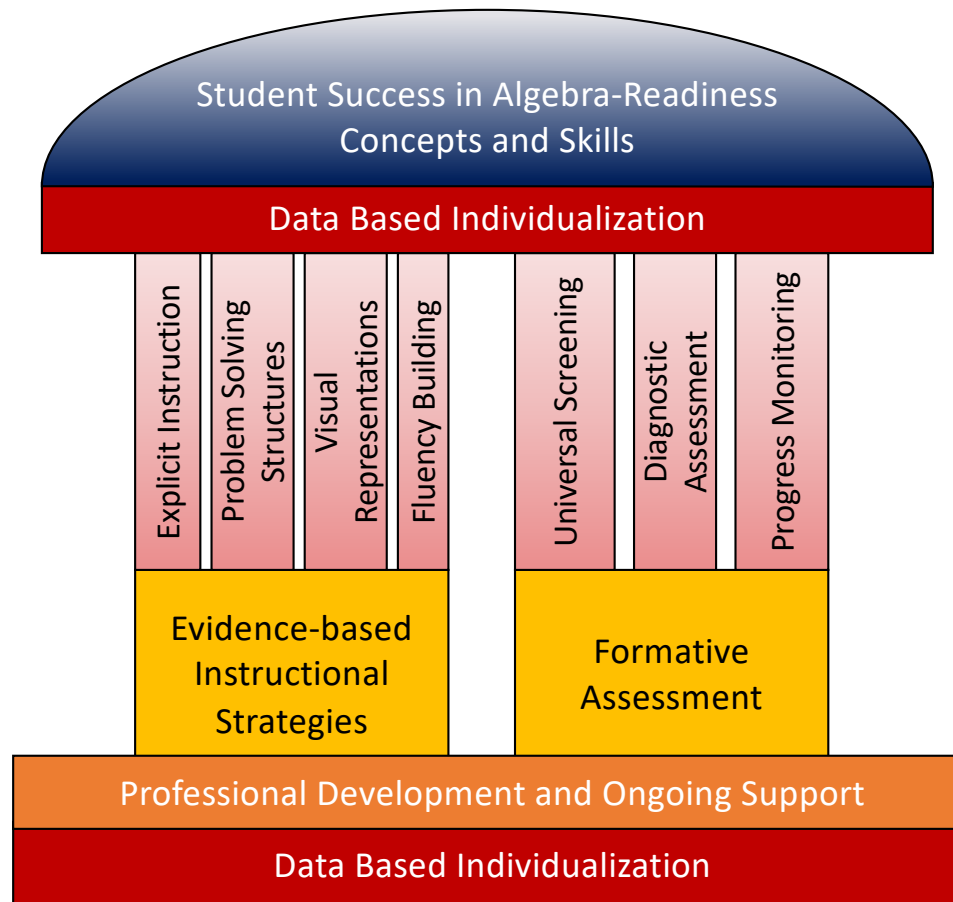 Student Success in Algebra-Readiness
Concepts and Skills
Data Based Individualization
Explicit Instruction
Problem Solving
Structures
Visual
Representations
Fluency Building
Universal Screening
Diagnostic
Assessment
Progress Monitoring
Evidence-based
Instructional
Strategies
Formative
Assessment
Professional Development and Ongoing Support
Data Based Individualization